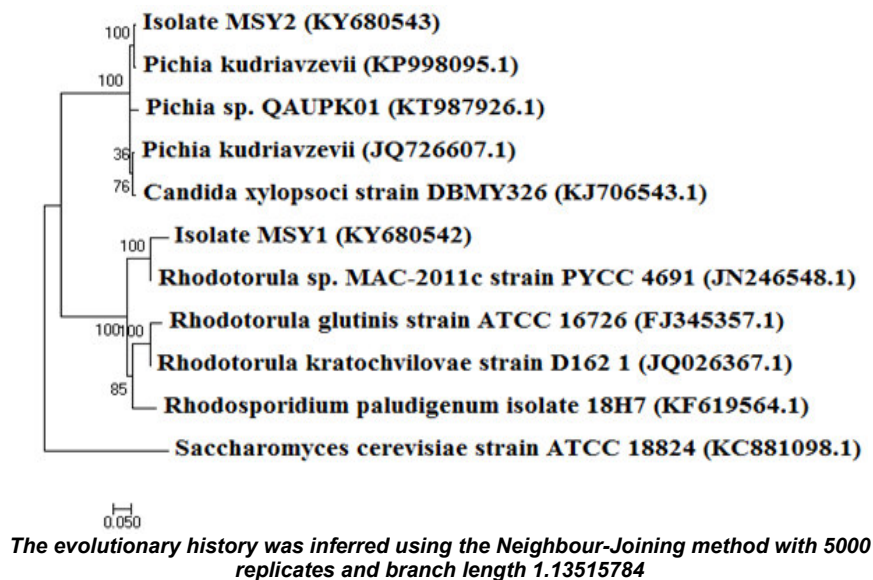 100 Isolate MSY2 (KY680543)
Pichia kudriavzevii (KP998095.1)
100
Pichia sp. QAUPK01 (KT987926.1)
36 Pichia kudriavzevii (JQ726607.1)
76 Candida xylopsoci strain DBMY326 (KJ706543.1)
Isolate MSY1 (KY680542)
100
Rhodotorula sp. MAC-2011c strain PYCC 4691 (JN246548.1)
Rhodotorula glutinis strain ATCC 16726 (FJ345357.1)
100 100
Rhodotorula kratochvilovae strain D162 1 (JQ026367.1)
85
Rhodosporidium paludigenum isolate 18H7 (KF619564.1)
Saccharomyces cerevisiae strain ATCC 18824 (KC881098.1)
0.050
The evolutionary history was inferred using the Neighbour-Joining method with 5000
replicates and branch length 1.13515784